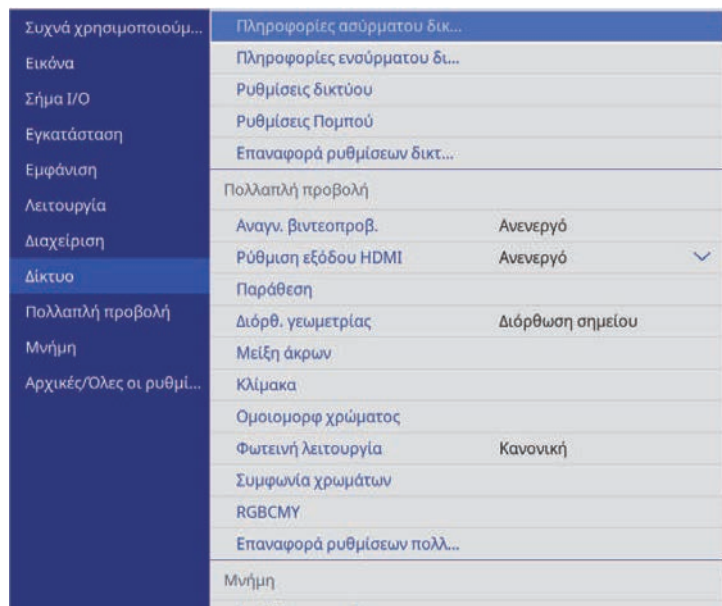 Συχνά χρησιμοποιούμ...
Εικόνα
Σήμα I/O
Εγκατάσταση
Εμφάνιση
Λειτουργία
Διαχείριση
Δίκτυο
Πολλαπλή προβολή
Μνήμη
Αρχικές/Όλες οι ρυθμί...
Πληροφορίες ασύρματου δικ...
Πληροφορίες ενσύρματου δι...
Ρυθμίσεις δικτύου
Ρυθμίσεις Πομπού
Επαναφορά ρυθμίσεων δικτ...
Πολλαπλή προβολή
Αναγν. βιντεοπροβ. Ανενεργό
Ρύθμιση εξόδου HDMI Ανενεργό
Παράθεση
Διόρθ. γεωμετρίας Διόρθωση σημείου
Μείξη άκρων
Κλίμακα
Ομοιομορφ χρώματος
Φωτεινή λειτουργία Κανονική
Συμφωνία χρωμάτων
RGBCMY
Επαναφορά ρυθμίσεων πολλ...
Μνήμη